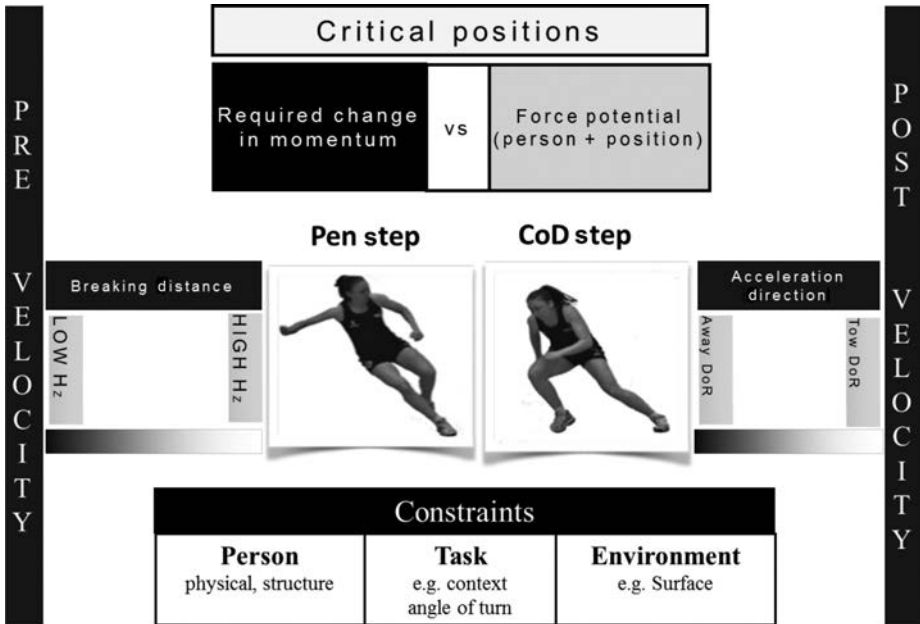 Critical positions
Required change
in momentum
vs
Force potential
(person + position)
PRE VELOCITY
Pen step
CoD step
Breaking distance
LOW Hz
HIGH Hz
Acceleration
direction
Away DoR
Tow DoR
POST VELOCITY
Constraints
Person
physical, structure
Task
e.g. context
angle of turn
Environment
e.g. Surface